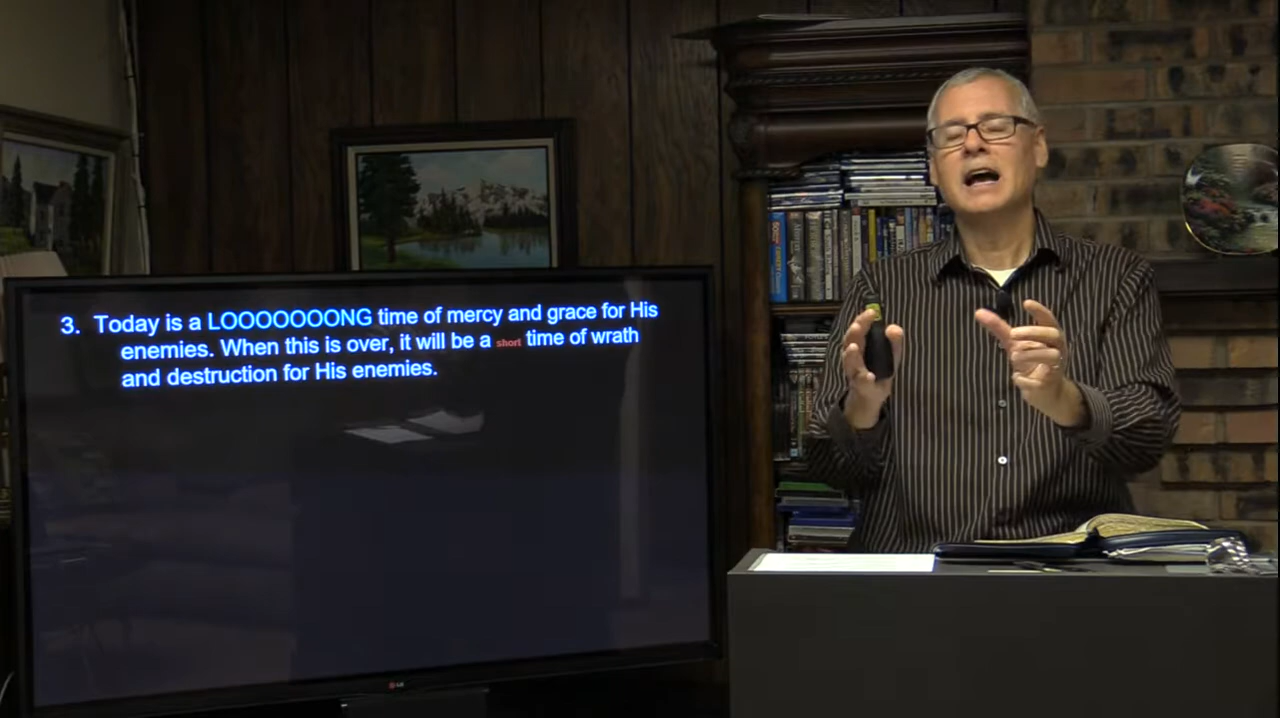 3. Today is a LOOOOOOONG time of mercy and grace for His
enemies. When this is over, it will be a short time of wrath
and destruction for His enemies.
LG